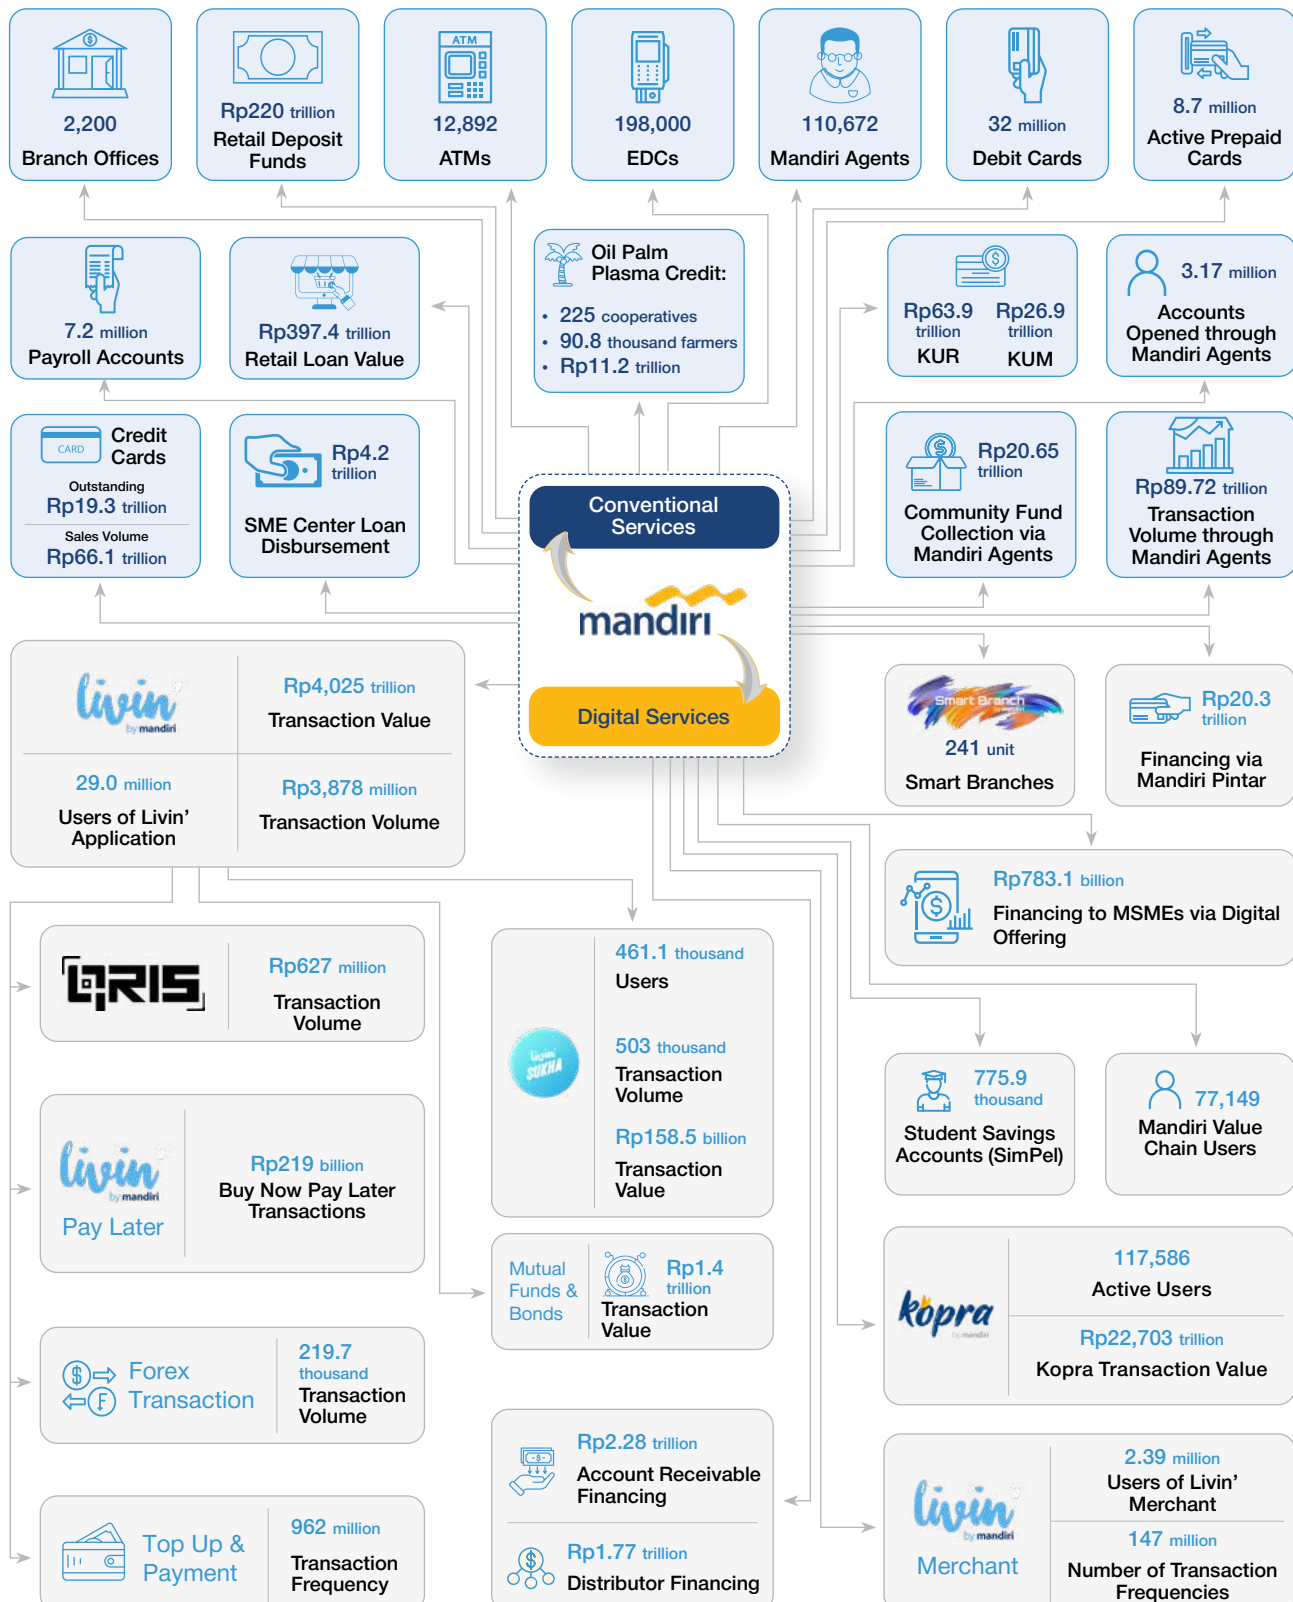 2,200
Branch Offices
Rp220 trillion
Retail Deposit
Funds
ATM
12,892
ATMs
198,000
EDCs
110,672
Mandiri Agents
32 million
Debit Cards
8.7 million
Active Prepaid
Cards
7.2 million
Payroll Accounts
Rp397.4 trillion
Retail Loan Value
Oil Palm
Plasma Credit:
• 225 cooperatives
• 90.8 thousand farmers
• Rp11.2 trillion
Rp63.9
trillion
KUR
Rp26.9
trillion
KUM
3.17 million
Accounts
Opened through
Mandiri Agents
CARD
Credit
Cards
Outstanding
Rp19.3 trillion
Sales Volume
Rp66.1 trillion
Rp4.2
trillion
SME Center Loan
Disbursement
Conventional
Services
mandiri
Digital Services
Rp20.65
trillion
Community Fund
Collection via
Mandiri Agents
Rp89.72 trillion
Transaction
Volume through
Mandiri Agents
livin'
by mandiri
Rp4,025 trillion
Transaction Value
29.0 million
Users of Livin'
Application
Rp3,878 million
Transaction Volume
Smart Branch
by mandiri
241 unit
Smart Branches
Rp20.3
trillion
Financing via
Mandiri Pintar
Rp783.1 billion
Financing to MSMEs via Digital
Offering
QRIS
Rp627 million
Transaction
Volume
livin'
SUKHA
461.1 thousand
Users
503 thousand
Transaction
Volume
Rp158.5 billion
Transaction
Value
775.9
thousand
Student Savings
Accounts (SimPel)
77,149
Mandiri Value
Chain Users
livin'
by mandiri
Pay Later
Rp219 billion
Buy Now Pay Later
Transactions
Mutual
Funds &
Bonds
Rp1.4
trillion
Transaction
Value
kopra
by mandiri
117,586
Active Users
Rp22,703 trillion
Kopra Transaction Value
Forex
Transaction
219.7
thousand
Transaction
Volume
Rp2.28 trillion
Account Receivable
Financing
Rp1.77 trillion
Distributor Financing
livin'
by mandiri
Merchant
2.39 million
Users of Livin'
Merchant
147 million
Number of Transaction
Frequencies
Top Up &
Payment
962 million
Transaction
Frequency